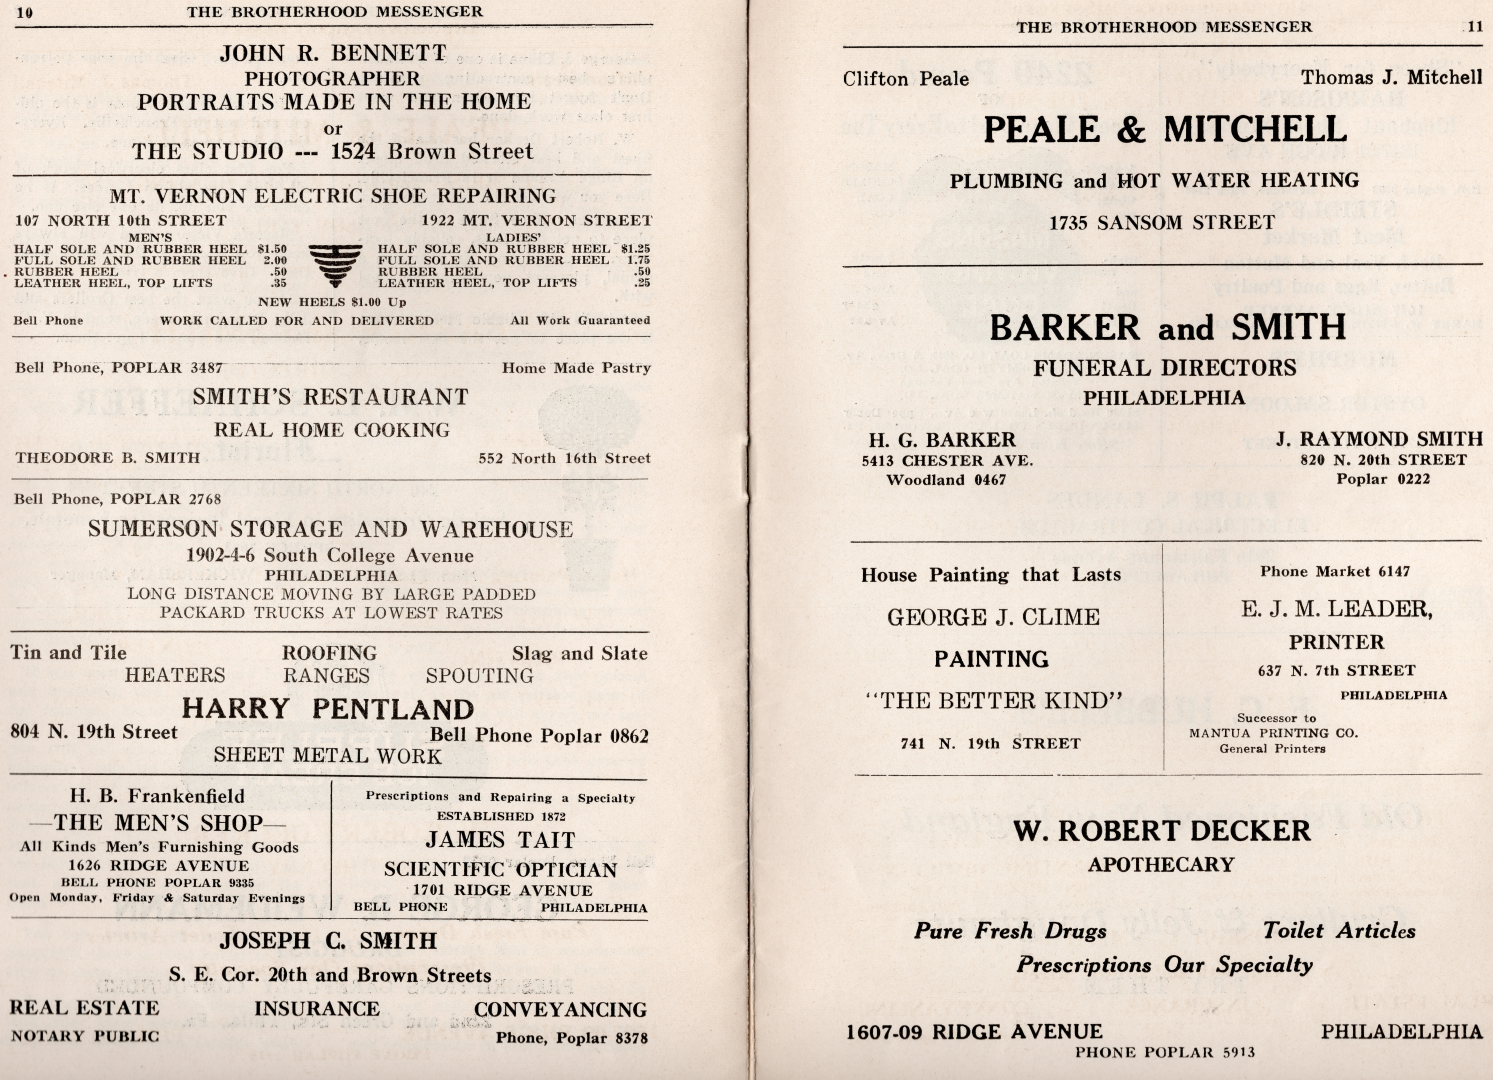 10 THE BROTHERHOOD MESSENGER
JOHN R. BENNETT
PHOTOGRAPHER
PORTRAITS MADE IN THE HOME
or
THE STUDIO --- 1524 Brown Street
MT. VERNON ELECTRIC SHOE REPAIRING
107 NORTH 10th STREET 1922 MT. VERNON STREET
MEN'S LADIES'
HALF SOLE AND RUBBER HEEL $1.50 HALF SOLE AND RUBBER HEEL $1.25
FULL SOLE AND RUBBER HEEL 2.00 FULL SOLE AND RUBBER HEEL 1.75
RUBBER HEEL .50 RUBBER HEEL .50
LEATHER HEEL, TOP LIFTS .35 LEATHER HEEL, TOP LIFTS .25
NEW HEELS $1.00 Up
Bell Phone WORK CALLED FOR AND DELIVERED All Work Guaranteed
Bell Phone, POPLAR 3487 Home Made Pastry
SMITH'S RESTAURANT
REAL HOME COOKING
THEODORE B. SMITH 552 North 16th Street
Bell Phone, POPLAR 2768
SUMERSON STORAGE AND WAREHOUSE
1902-4-6 South College Avenue
PHILADELPHIA
LONG DISTANCE MOVING BY LARGE PADDED
PACKARD TRUCKS AT LOWEST RATES
Tin and Tile ROOFING Slag and Slate
HEATERS RANGES SPOUTING
HARRY PENTLAND
804 N. 19th Street Bell Phone Poplar 0862
SHEET METAL WORK
H. B. Frankenfield
—THE MEN'S SHOP—
All Kinds Men's Furnishing Goods
1626 RIDGE AVENUE
BELL PHONE POPLAR 9335
Open Monday, Friday & Saturday Evenings
Prescriptions and Repairing a Specialty
ESTABLISHED 1872
JAMES TAIT
SCIENTIFIC OPTICIAN
1701 RIDGE AVENUE
BELL PHONE PHILADELPHIA
JOSEPH C. SMITH
S. E. Cor. 20th and Brown Streets
REAL ESTATE INSURANCE CONVEYANCING
NOTARY PUBLIC Phone, Poplar 8378
THE BROTHERHOOD MESSENGER 11
Clifton Peale Thomas J. Mitchell
PEALE & MITCHELL
PLUMBING and HOT WATER HEATING
1735 SANSOM STREET
BARKER and SMITH
FUNERAL DIRECTORS
PHILADELPHIA
H. G. BARKER J. RAYMOND SMITH
5413 CHESTER AVE. 820 N. 20th STREET
Woodland 0467 Poplar 0222
House Painting that Lasts
GEORGE J. CLIME
PAINTING
"THE BETTER KIND"
741 N. 19th STREET
Phone Market 6147
E. J. M. LEADER,
PRINTER
637 N. 7th STREET
PHILADELPHIA
Successor to
MANTUA PRINTING CO.
General Printers
W. ROBERT DECKER
APOTHECARY
Pure Fresh Drugs Toilet Articles
Prescriptions Our Specialty
1607-09 RIDGE AVENUE PHILADELPHIA
PHONE POPLAR 5913